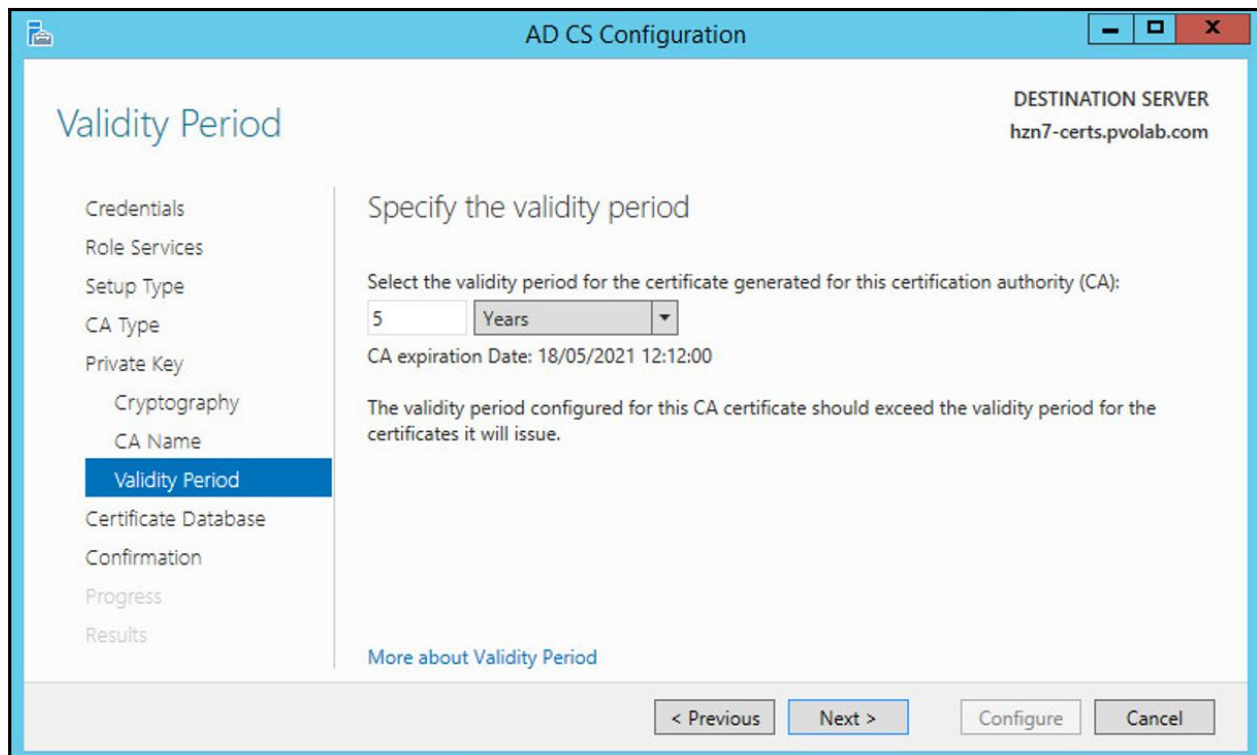 AD CS Configuration
Validity Period
DESTINATION SERVER
hzn7-certs.pvolab.com
Credentials
Role Services
Setup Type
CA Type
Private Key
Cryptography
CA Name
Validity Period
Certificate Database
Confirmation
Progress
Results
Specify the validity period
Select the validity period for the certificate generated for this certification authority (CA):
5 Years
CA expiration Date: 18/05/2021 12:12:00
The validity period configured for this CA certificate should exceed the validity period for the
certificates it will issue.
More about Validity Period
< Previous Next > Configure Cancel